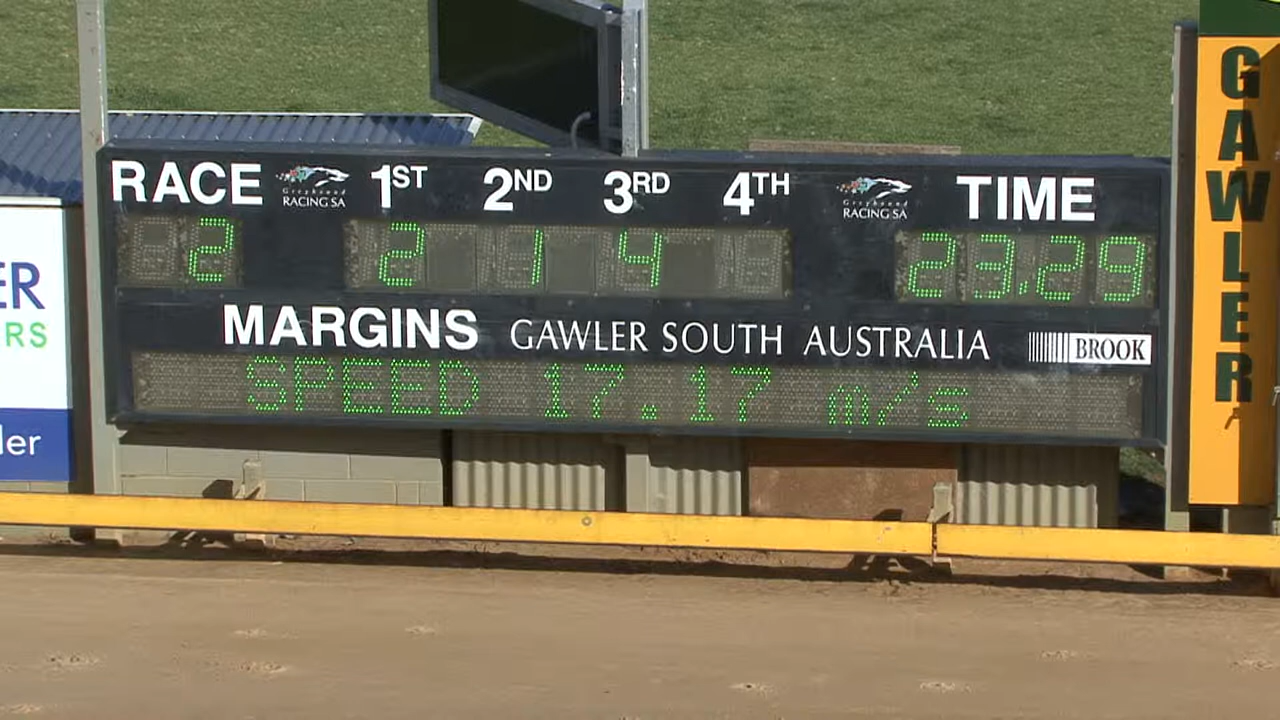 RACE Greyhound RACING SA 1ST 2ND 3RD 4TH Greyhound RACING SA TIME
2 2 1 4 23.29
MARGINS GAWLER SOUTH AUSTRALIA BROOK
SPEED 17.17 m/s
GAWLER
ER
RS
ler